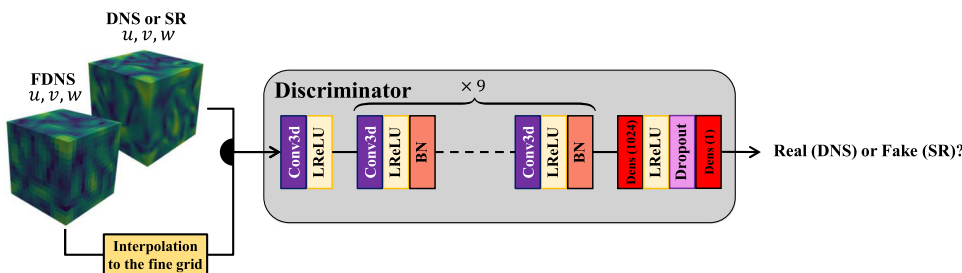 DNS or SR
u, v, w
FDNS
u, v, w
Discriminator
× 9
Conv3d
LReLU
Conv3d
LReLU
BN
Conv3d
LReLU
BN
Dens (1024)
LReLU
Dropout
Dens (1)
Real (DNS) or Fake (SR)?
Interpolation
to the fine grid